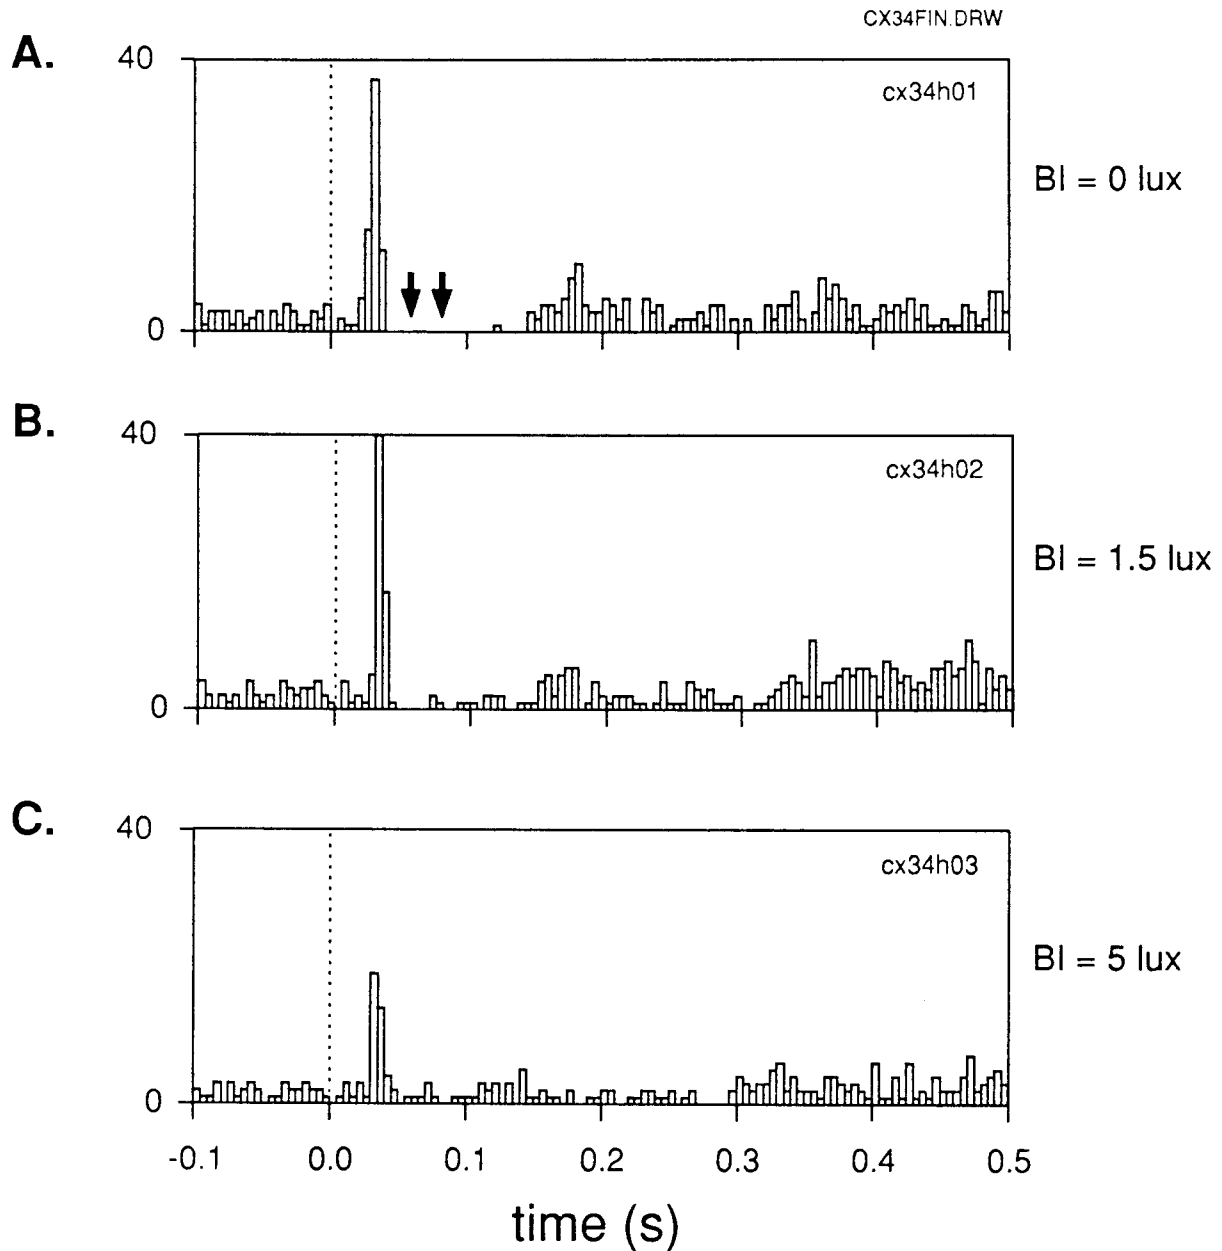 CX34FIN.DRW
A.
40
cx34h01
BI = 0 lux
0
B.
40
cx34h02
BI = 1.5 lux
0
C.
40
cx34h03
BI = 5 lux
0
-0.1 0.0 0.1 0.2 0.3 0.4 0.5
time (s)